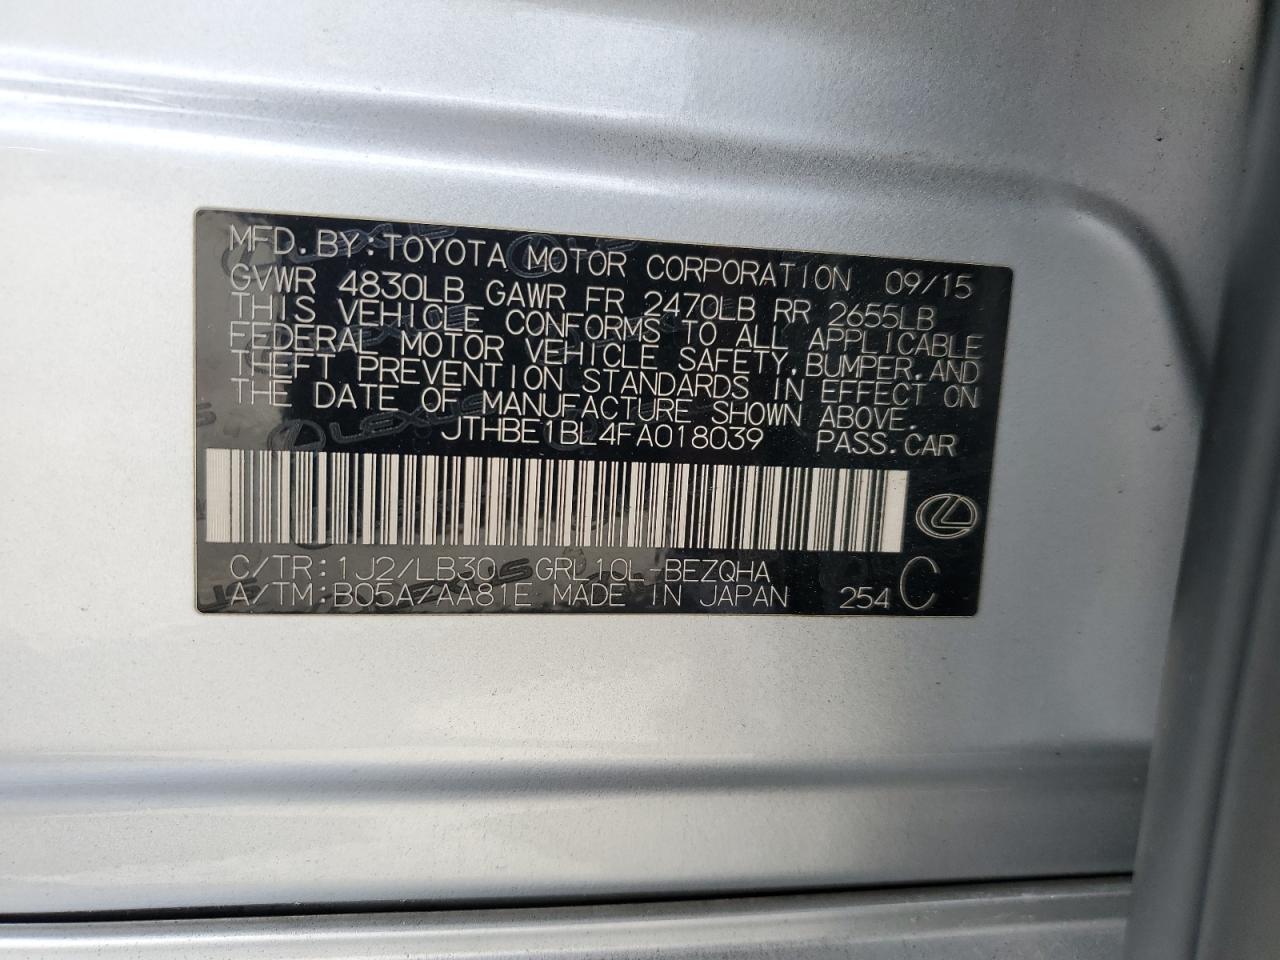 MFD.BY:TOYOTA MOTOR CORPORATION 09/15
GVWR 4830LB GAWR FR 2470LB RR 2655LB
THIS VEHICLE CONFORMS TO ALL APPLICABLE
FEDERAL MOTOR VEHICLE SAFETY,BUMPER,AND
THEFT PREVENTION STANDARDS IN EFFECT ON
THE DATE OF MANUFACTURE SHOWN ABOVE.
JTHBE1BL4FA018039 PASS.CAR
C/TR:1J2/LB30 GRL10L-BEZQHA
A/TM:B05A/AA81E MADE IN JAPAN 254 C